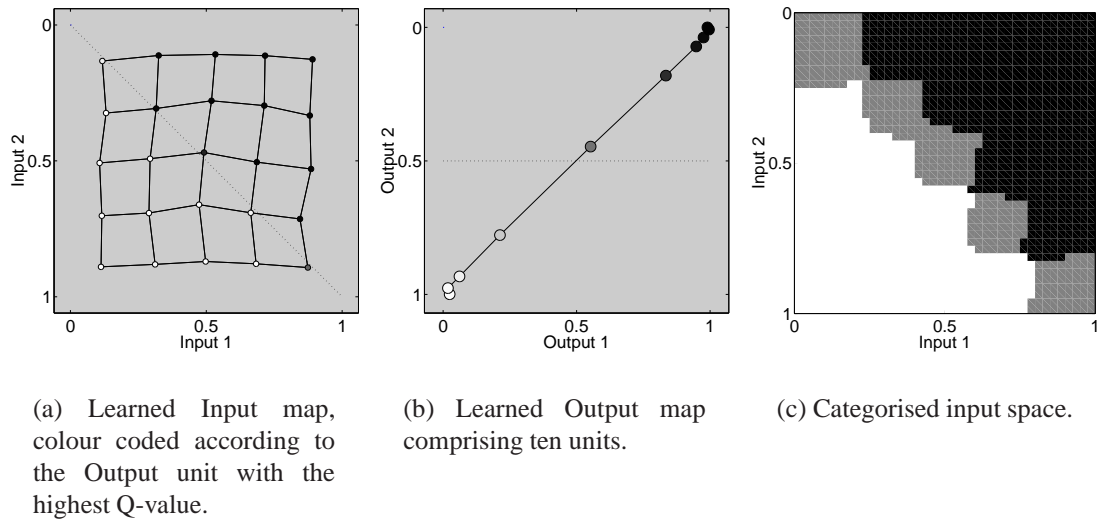 0
0.5
1
Input 2
0
0.5
1
Input 1
0
0.5
1
Output 2
0
0.5
1
Output 1
0
0.5
1
Input 2
0
0.5
1
Input 1
(a) Learned Input map,
colour coded according to
the Output unit with the
highest Q-value.
(b) Learned Output map
comprising ten units.
(c) Categorised input space.